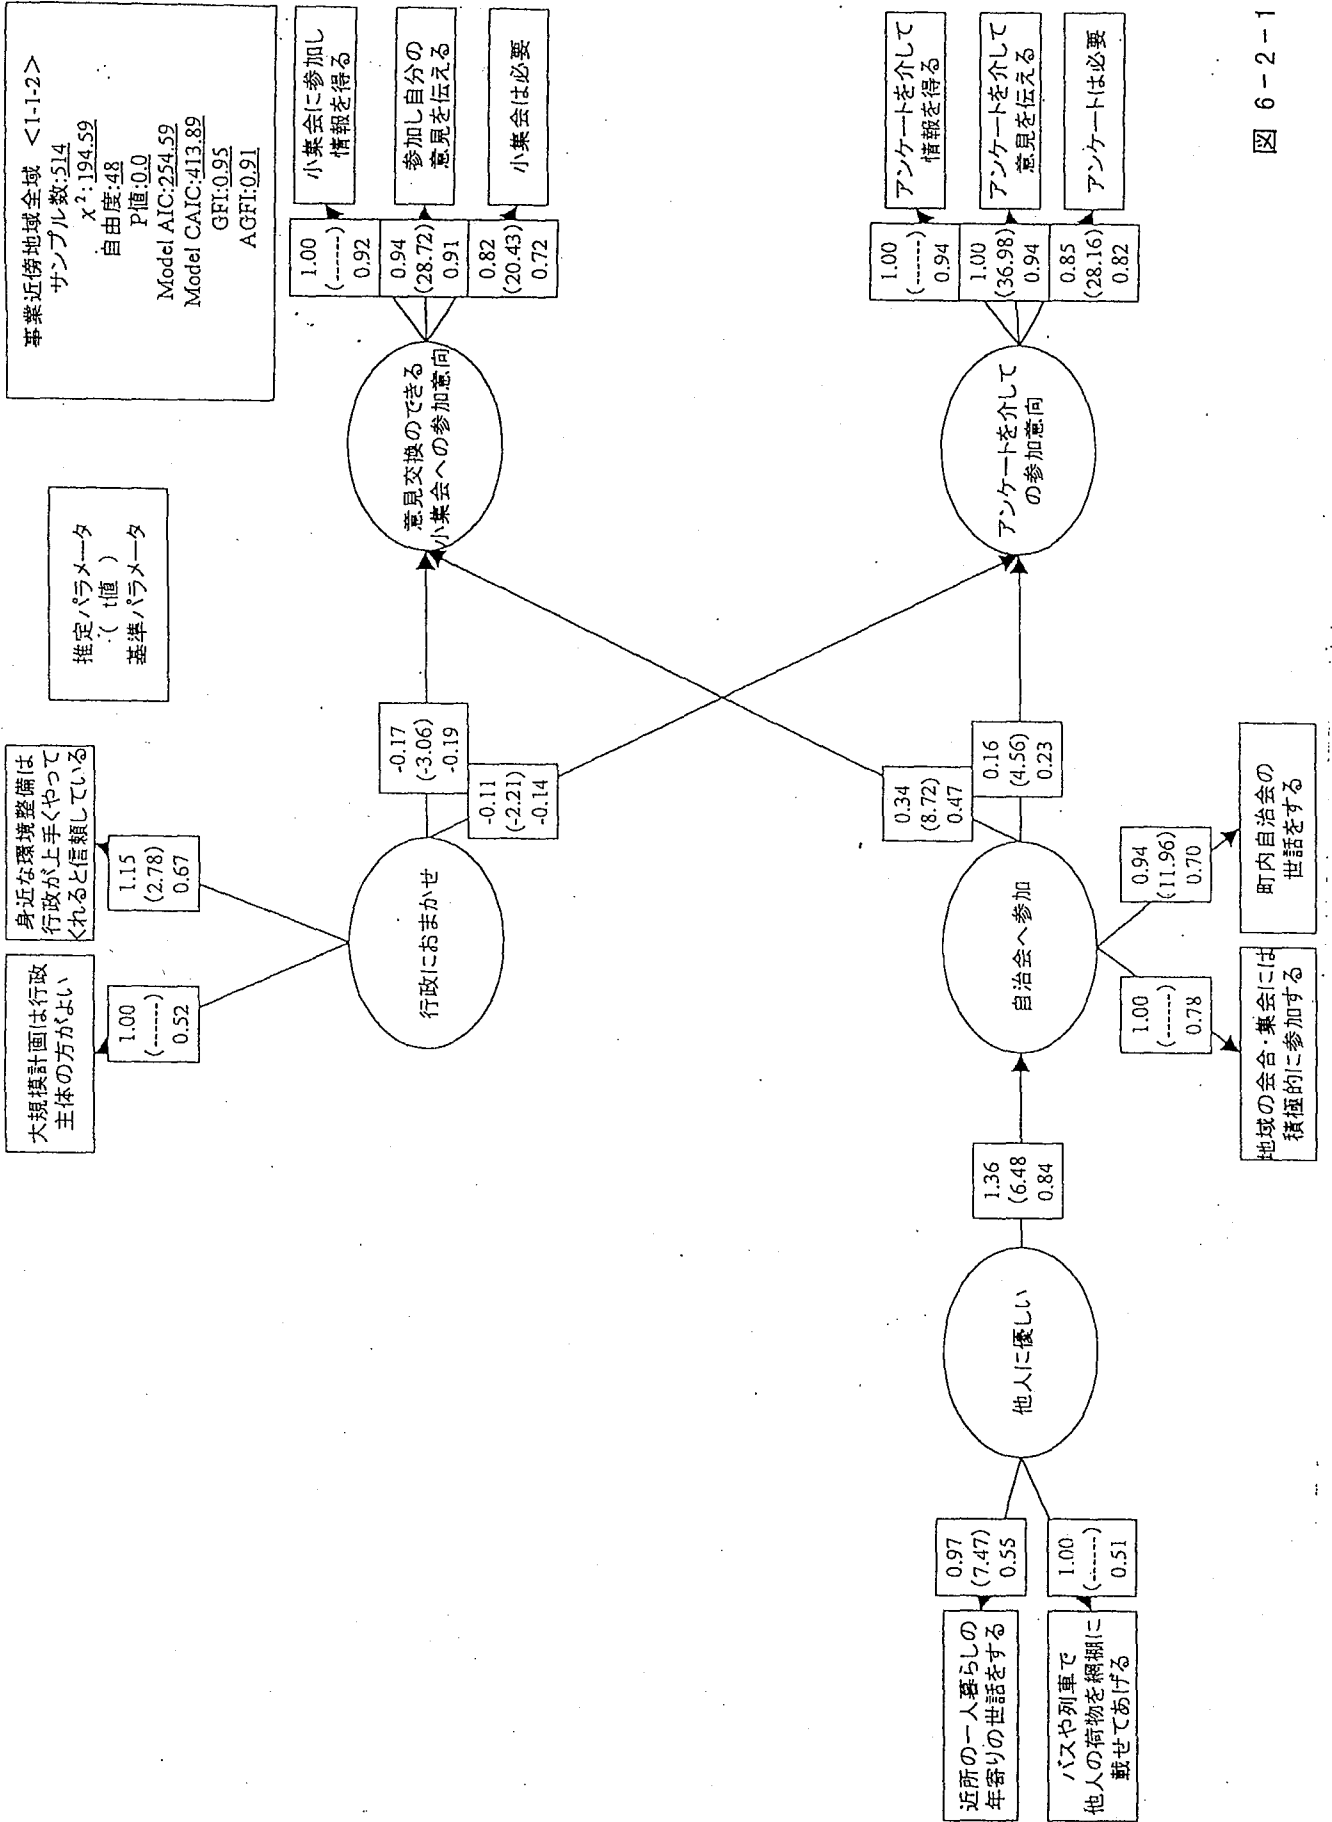 事業近傍地域全域 <1-1-2>
サンプル数:514
χ²:194.59
自由度:48
P値:0.0
Model AIC:254.59
Model CAIC:413.89
GFI:0.95
AGFI:0.91
推定パラメータ
( t値 )
基準パラメータ
大規模計画は行政
主体の方がよい
1.00
(-----)
0.52
身近な環境整備は
行政が上手くやって
くれると信頼している
1.15
(2.78)
0.67
行政におまかせ
-0.17
(-3.06)
-0.19
-0.11
(-2.21)
-0.14
意見交換のできる
小集会への参加意向
1.00
(-----)
0.92
0.94
(28.72)
0.91
0.82
(20.43)
0.72
小集会に参加し
情報を得る
参加し自分の
意見を伝える
小集会は必要
近所の一人暮らしの
年寄りの世話をする
0.97
(7.47)
0.55
バスや列車で
他人の荷物を網棚に
載せてあげる
1.00
(-----)
0.51
他人に優しい
1.36
(6.48
0.84
自治会へ参加
0.34
(8.72)
0.47
0.16
(4.56)
0.23
1.00
(-----)
0.78
0.94
(11.96)
0.70
地域の会合・集会には
積極的に参加する
町内自治会の
世話をする
アンケートを介して
の参加意向
1.00
(-----)
0.94
1.00
(36.98)
0.94
0.85
(28.16)
0.82
アンケートを介して
情報を得る
アンケートを介して
意見を伝える
アンケートは必要
図 6-2-1